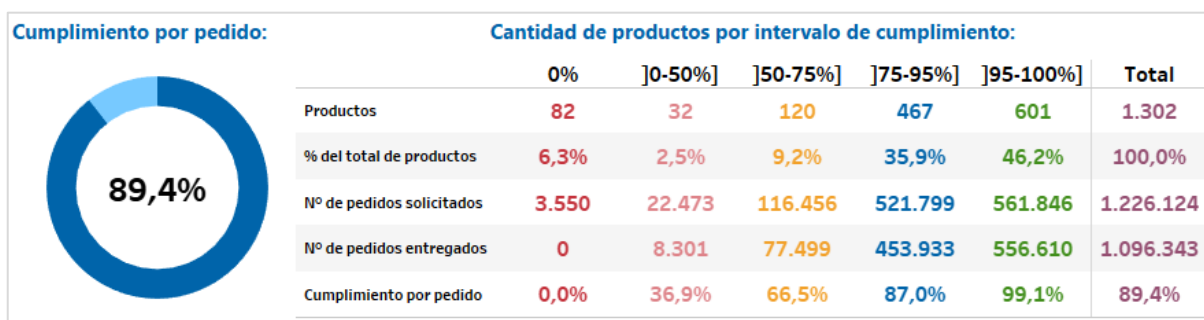 Cumplimiento por pedido:
Cantidad de productos por intervalo de cumplimiento:
89,4%
0% ]0-50%] ]50-75%] ]75-95%] ]95-100%] Total
Productos 82 32 120 467 601 1.302
% del total de productos 6,3% 2,5% 9,2% 35,9% 46,2% 100,0%
Nº de pedidos solicitados 3.550 22.473 116.456 521.799 561.846 1.226.124
Nº de pedidos entregados 0 8.301 77.499 453.933 556.610 1.096.343
Cumplimiento por pedido 0,0% 36,9% 66,5% 87,0% 99,1% 89,4%